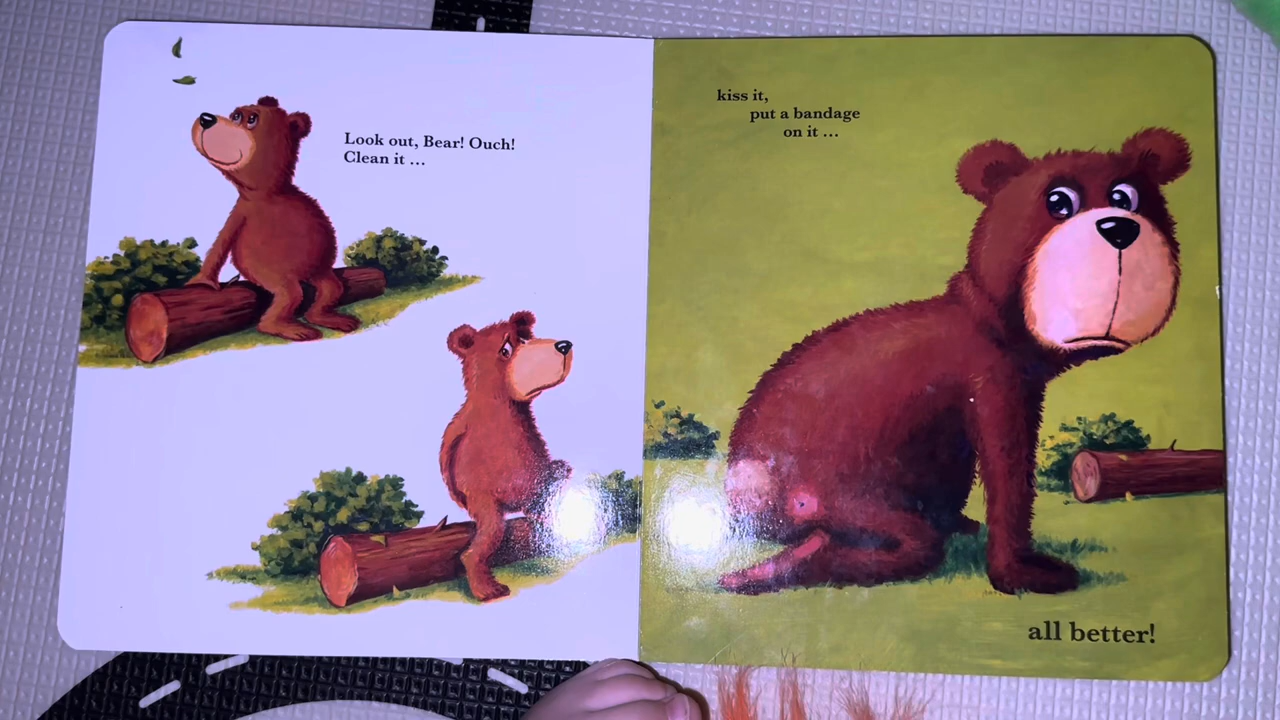 Look out, Bear! Ouch!
Clean it ...
kiss it,
put a bandage
on it ...
all better!